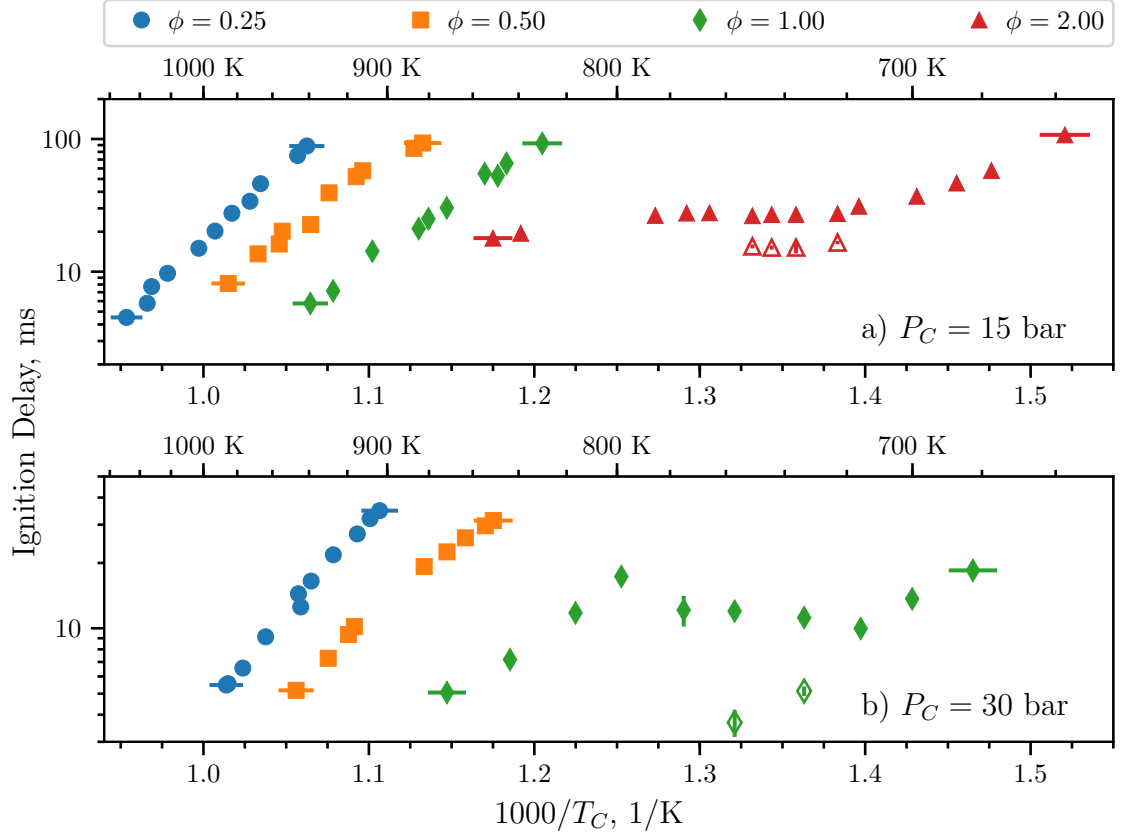 ϕ = 0.25 ϕ = 0.50 ϕ = 1.00 ϕ = 2.00
1000 K 900 K 800 K 700 K
100
10
a) P_C = 15 bar
1.0 1.1 1.2 1.3 1.4 1.5
Ignition Delay, ms
1000 K 900 K 800 K 700 K
10
b) P_C = 30 bar
1.0 1.1 1.2 1.3 1.4 1.5
1000/T_C, 1/K